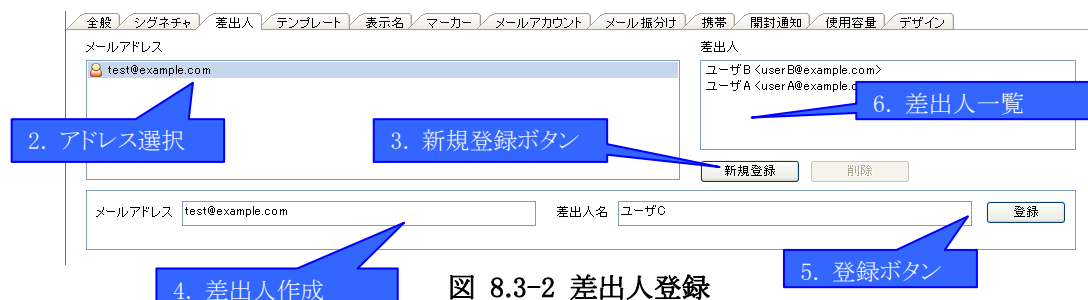 全般 シグネチャ 差出人 テンプレート 表示名 マーカー メールアカウント メール振分け 携帯 開封通知 使用容量 デザイン
メールアドレス 差出人
test@example.com
ユーザB <userB@example.com>
ユーザA <userA@example.c
6. 差出人一覧
2. アドレス選択
3. 新規登録ボタン
新規登録 削除
メールアドレス test@example.com 差出人名 ユーザC 登録
4. 差出人作成
5. 登録ボタン
図 8.3-2 差出人登録